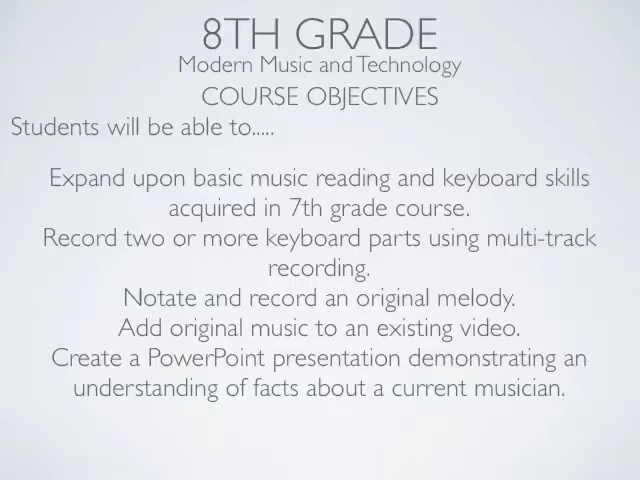 8TH GRADE
Modern Music and Technology
COURSE OBJECTIVES
Students will be able to.....
Expand upon basic music reading and keyboard skills
acquired in 7th grade course.
Record two or more keyboard parts using multi-track
recording.
Notate and record an original melody.
Add original music to an existing video.
Create a PowerPoint presentation demonstrating an
understanding of facts about a current musician.